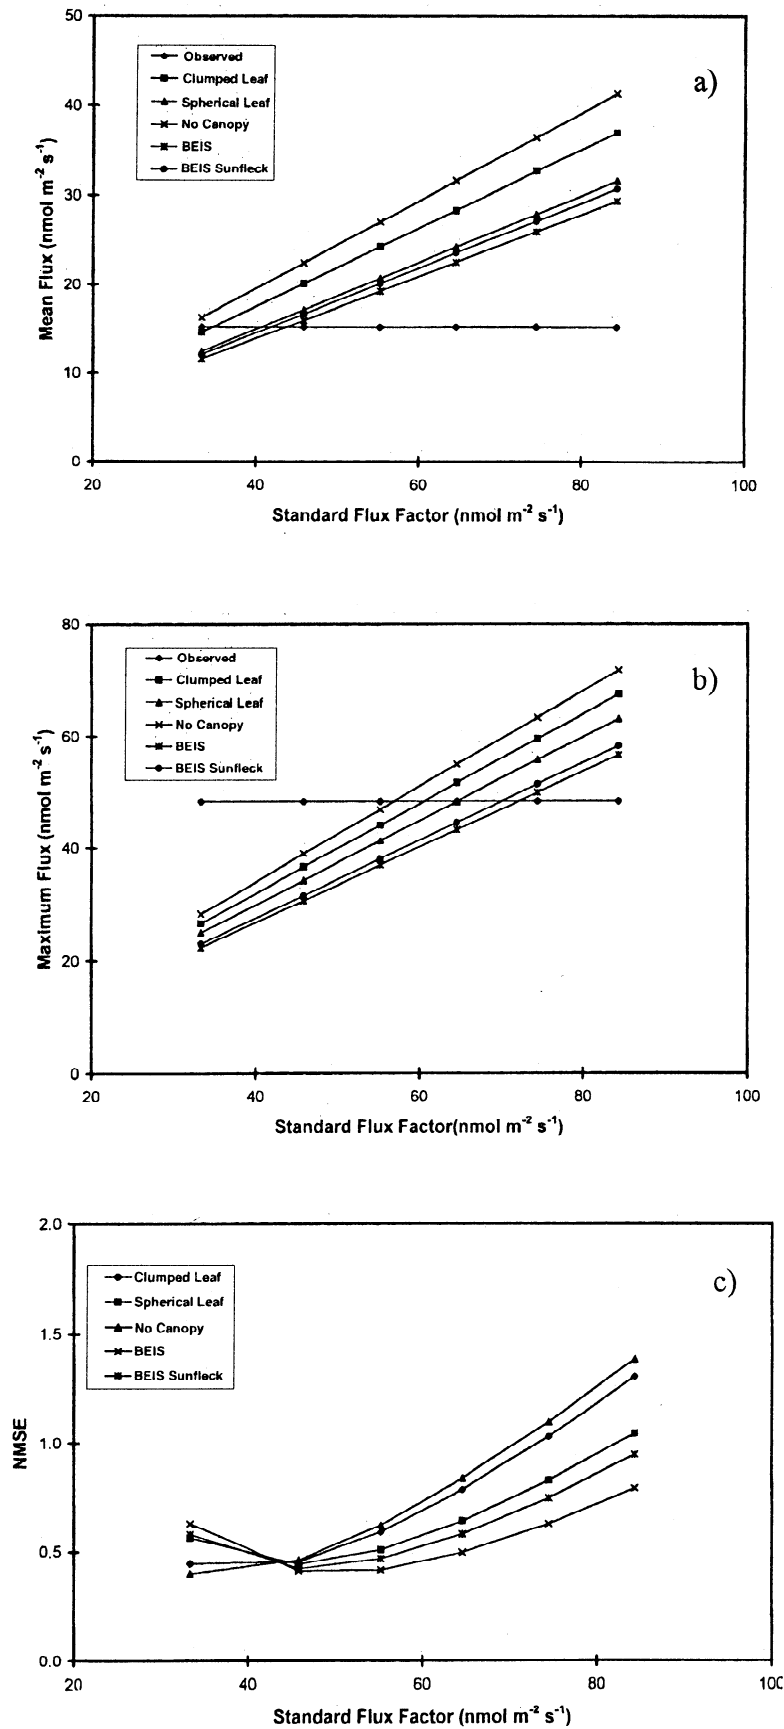 50
40
30
20
10
0
Mean Flux (nmol m-2 s-1)
Observed
Clumped Leaf
Spherical Leaf
No Canopy
BEIS
BEIS Sunfleck
a)
20 40 60 80 100
Standard Flux Factor (nmol m-2 s-1)
80
60
40
20
0
Maximum Flux (nmol m-2 s-1)
Observed
Clumped Leaf
Spherical Leaf
No Canopy
BEIS
BEIS Sunfleck
b)
20 40 60 80 100
Standard Flux Factor(nmol m-2 s-1)
2.0
1.5
1.0
0.5
0.0
NMSE
Clumped Leaf
Spherical Leaf
No Canopy
BEIS
BEIS Sunfleck
c)
20 40 60 80 100
Standard Flux Factor (nmol m-2 s-1)